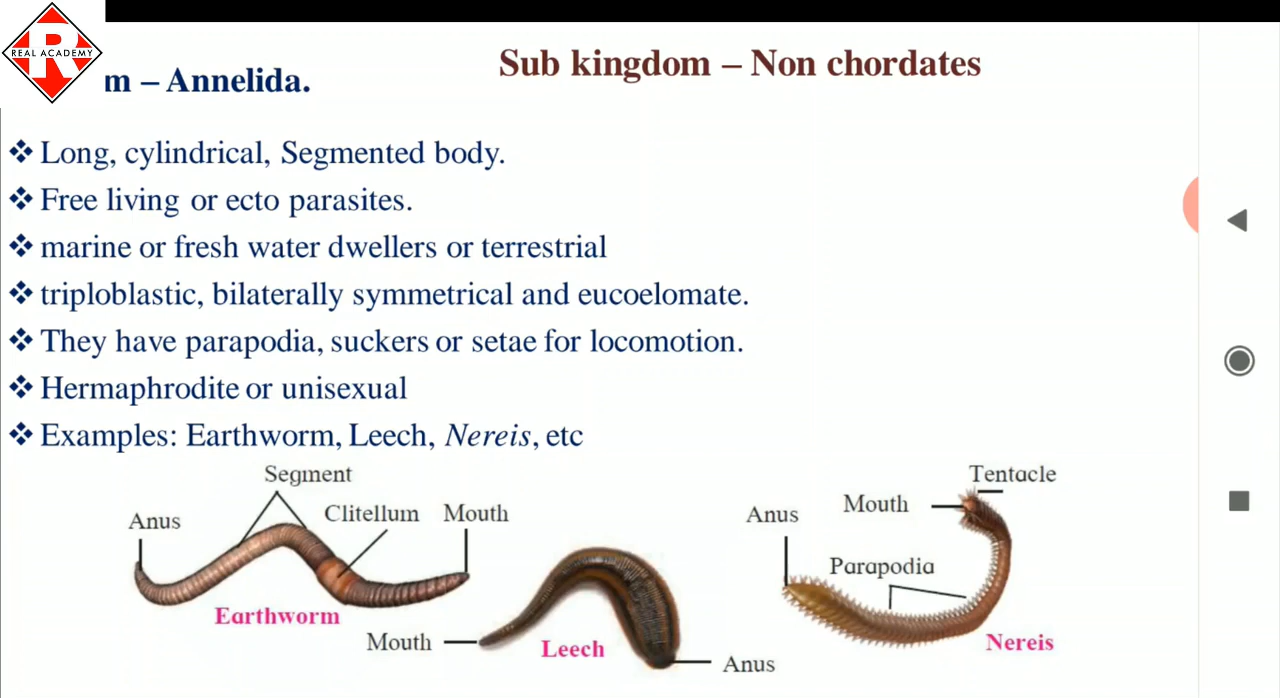 REAL ACADEMY
Sub kingdom – Non chordates
m – Annelida.
❖ Long, cylindrical, Segmented body.
❖ Free living or ecto parasites.
❖ marine or fresh water dwellers or terrestrial
❖ triploblastic, bilaterally symmetrical and eucoelomate.
❖ They have parapodia, suckers or setae for locomotion.
❖ Hermaphrodite or unisexual
❖ Examples: Earthworm, Leech, Nereis, etc
Segment
Anus
Clitellum
Mouth
Earthworm
Mouth
Leech
Anus
Tentacle
Mouth
Anus
Parapodia
Nereis